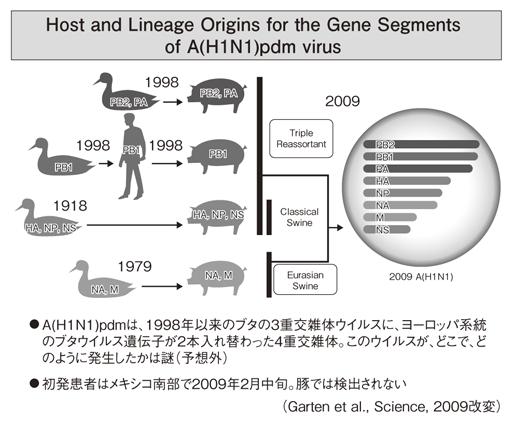 Host and Lineage Origins for the Gene Segments
of A(H1N1)pdm virus
1998
PB2, PA
PB2, PA
1998
1998
PB1
PB1
PB1
1918
HA, NP, NS
HA, NP, NS
1979
NA, M
NA, M
Triple
Reassortant
Classical
Swine
Eurasian
Swine
2009
PB2
PB1
PA
HA
NP
NA
M
NS
2009 A(H1N1)
●A(H1N1)pdmは、1998年以来のブタの3重交雑体ウイルスに、ヨーロッパ系統
のブタウイルス遺伝子が2本入れ替わった4重交雑体。このウイルスが、どこで、ど
のように発生したかは謎（予想外）
●初発患者はメキシコ南部で2009年2月中旬。豚では検出されない
（Garten et al., Science, 2009改変）